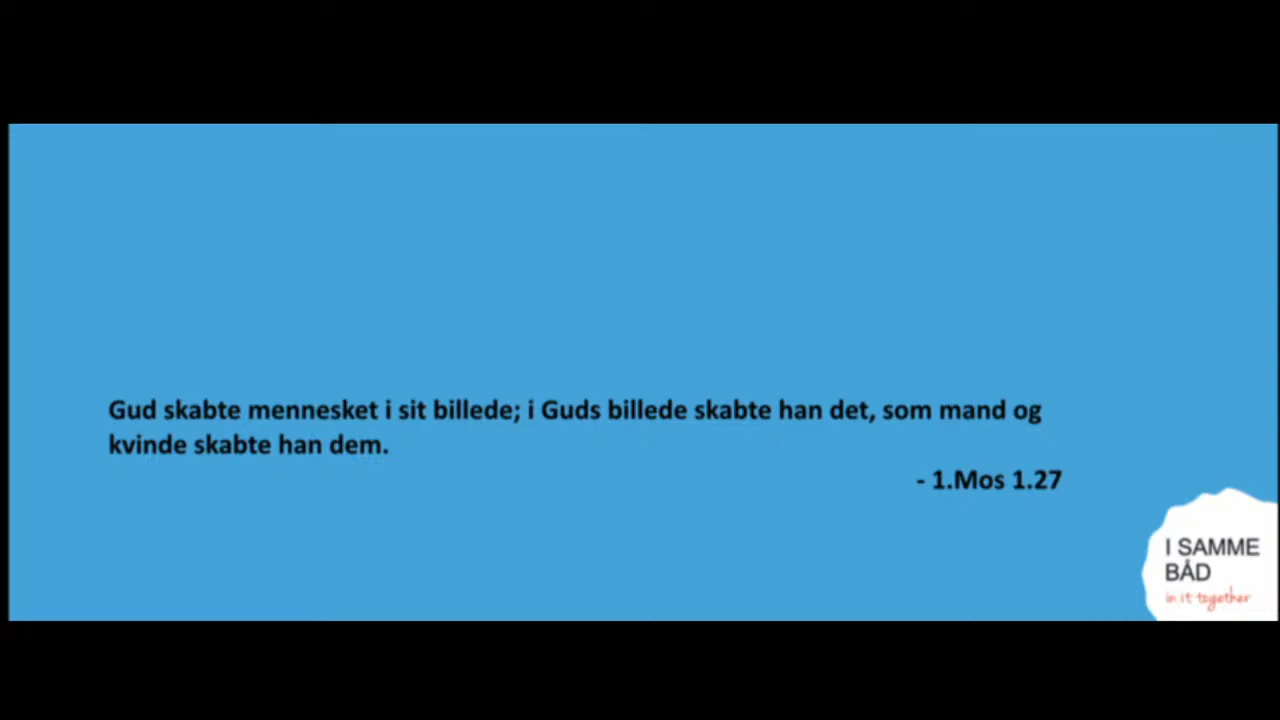 Gud skabte mennesket i sit billede; i Guds billede skabte han det, som mand og
kvinde skabte han dem.
- 1.Mos 1.27
I SAMME
BÅD
in it together